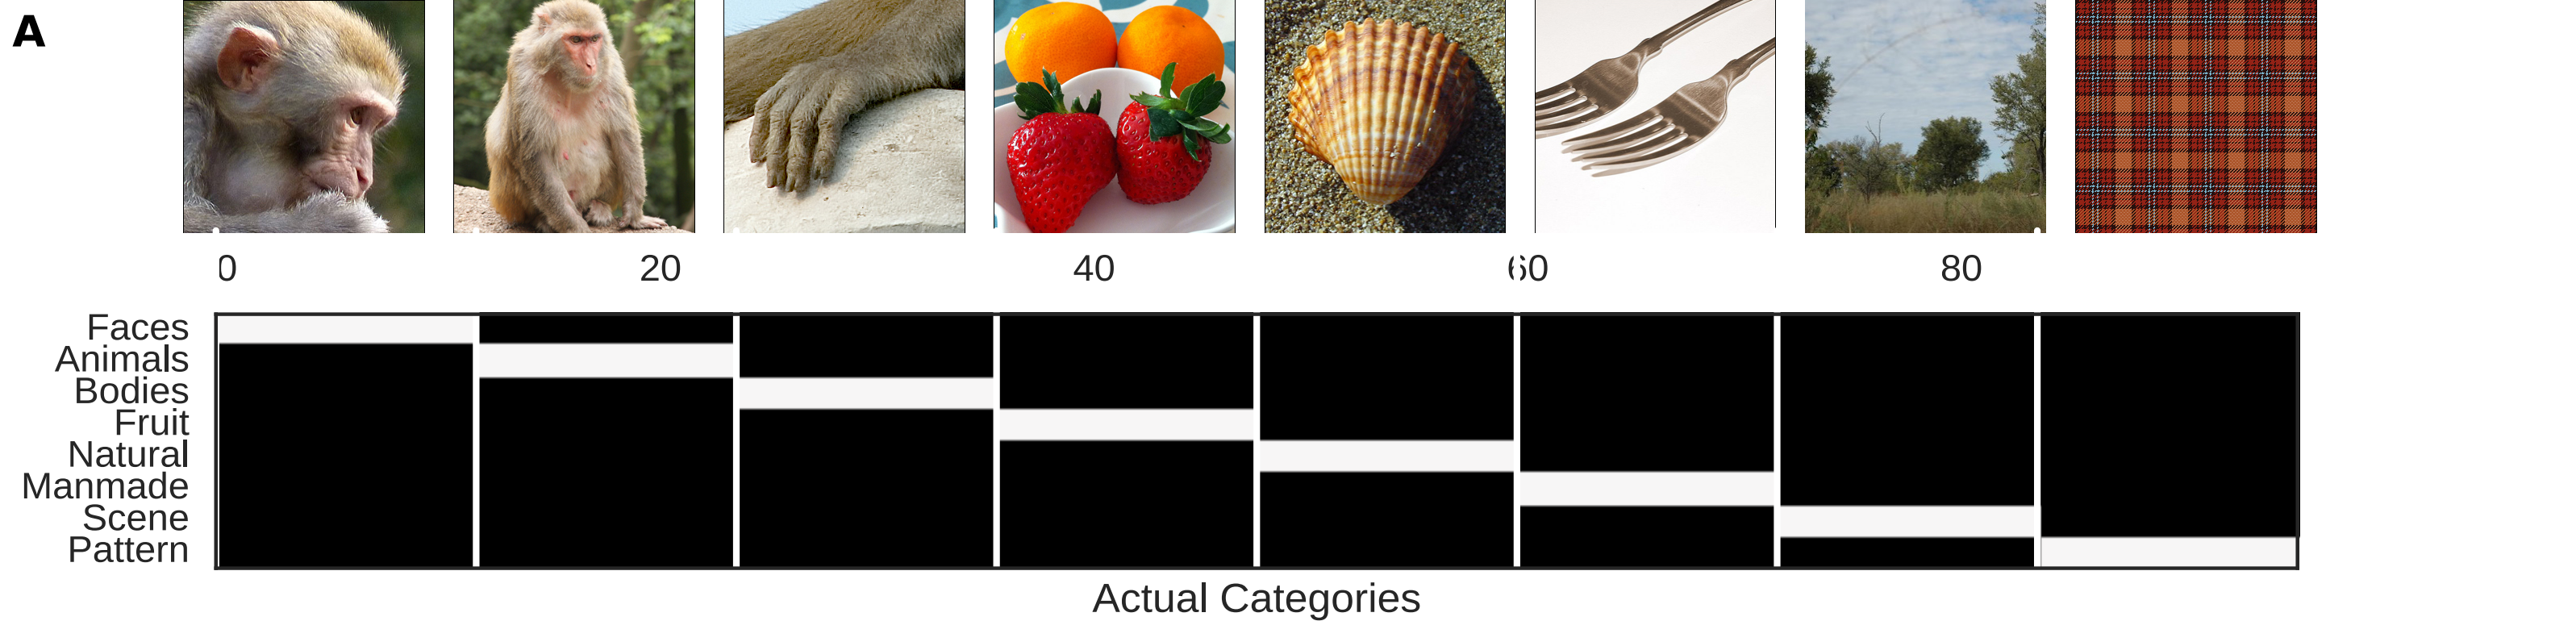 A
0 20 40 60 80
Faces
Animals
Bodies
Fruit
Natural
Manmade
Scene
Pattern
Actual Categories